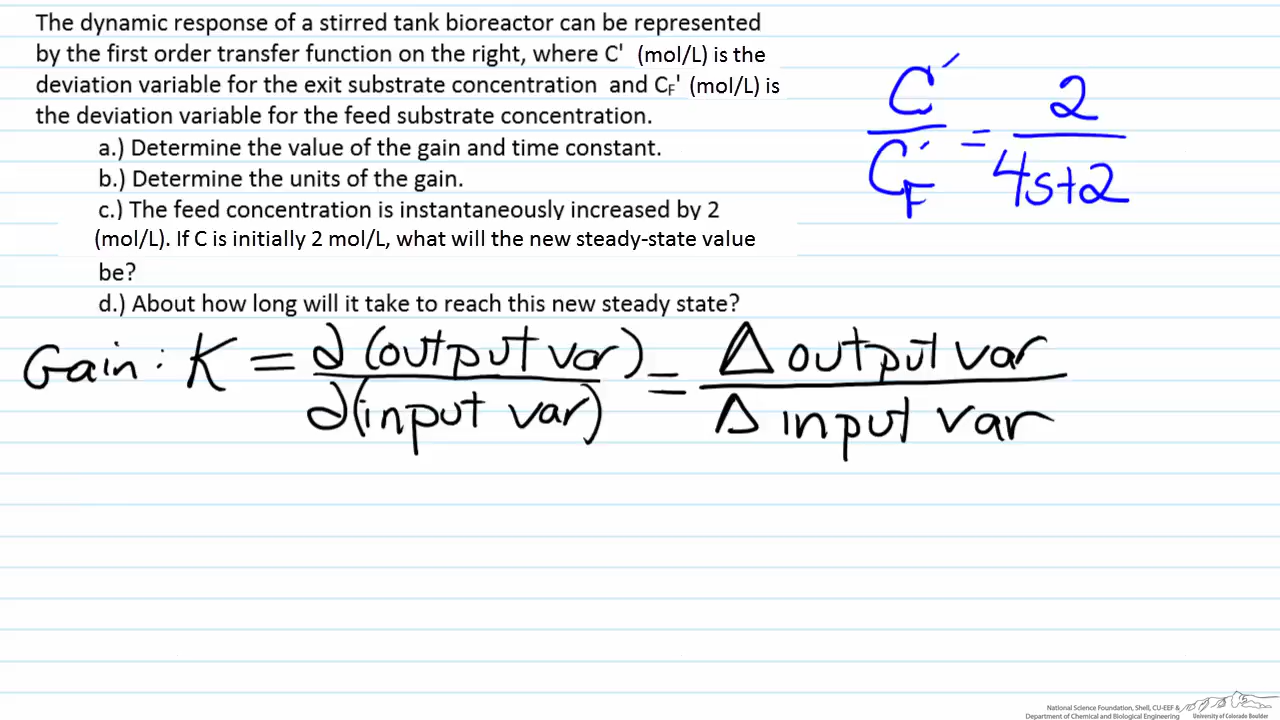 The dynamic response of a stirred tank bioreactor can be represented
by the first order transfer function on the right, where C' (mol/L) is the
deviation variable for the exit substrate concentration and C_F' (mol/L) is
the deviation variable for the feed substrate concentration.
a.) Determine the value of the gain and time constant.
b.) Determine the units of the gain.
c.) The feed concentration is instantaneously increased by 2
(mol/L). If C is initially 2 mol/L, what will the new steady-state value
be?
d.) About how long will it take to reach this new steady state?
C' / C_F' = 2 / 4s+2
Gain: K = ∂(output var) / ∂(input var) = Δ output var / Δ input var
National Science Foundation, Shell, CU-EEF &
Department of Chemical and Biological Engineering
University of Colorado Boulder